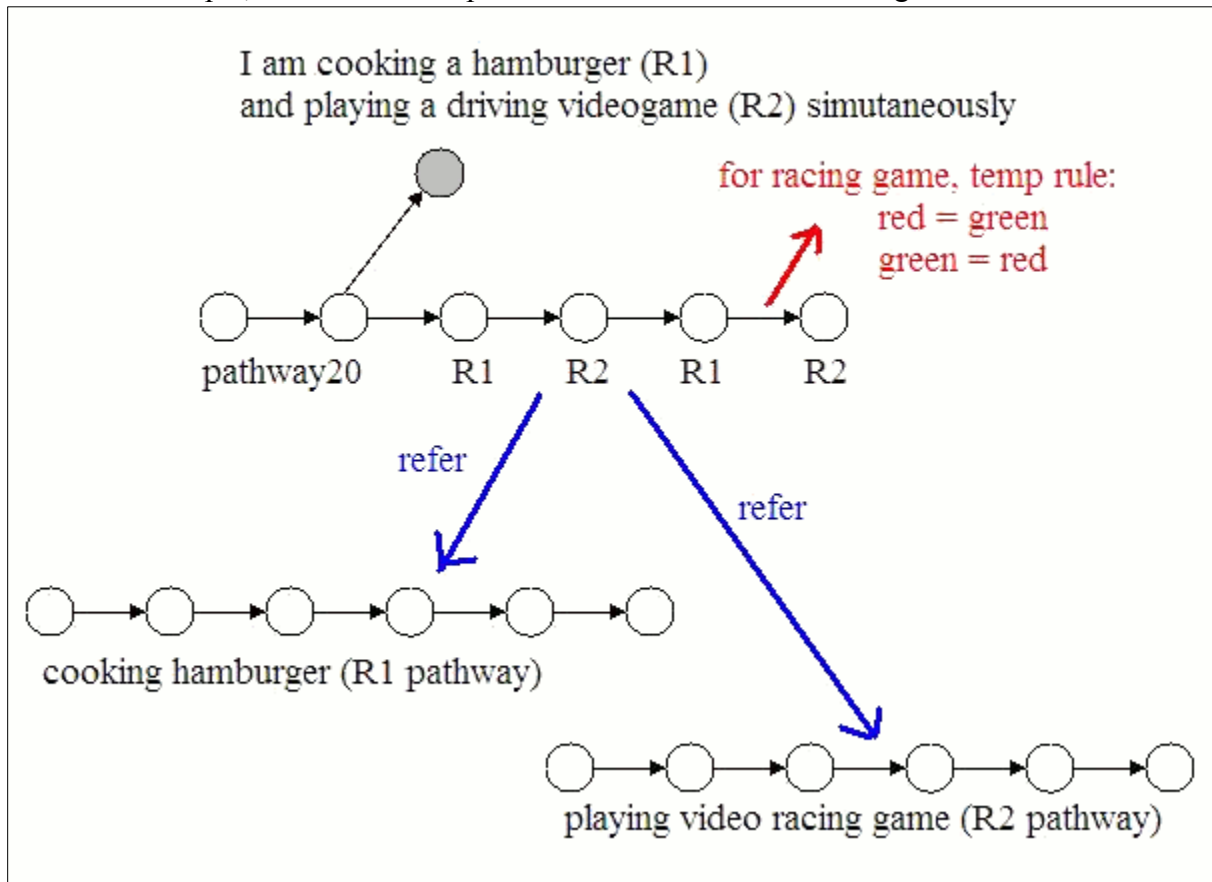 I am cooking a hamburger (R1)
and playing a driving videogame (R2) simutaneously
for racing game, temp rule:
red = green
green = red
pathway20 R1 R2 R1 R2
refer
refer
cooking hamburger (R1 pathway)
playing video racing game (R2 pathway)